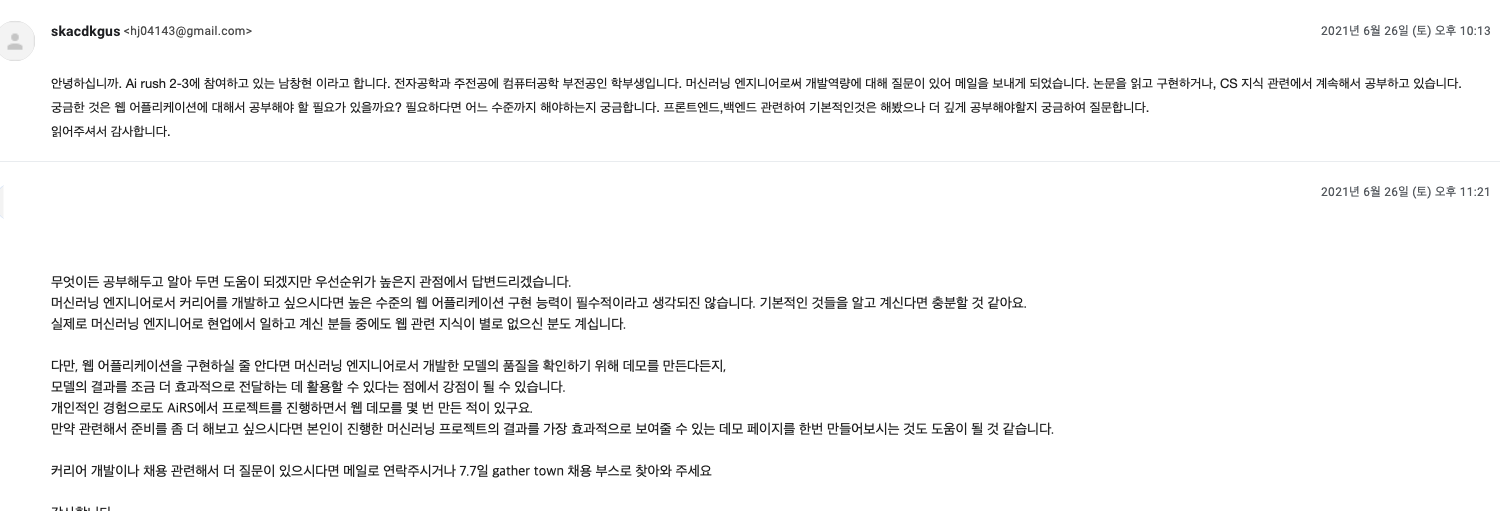 skacdkgus <hj04143@gmail.com>
2021년 6월 26일 (토) 오후 10:13
안녕하십니까. Ai rush 2-3에 참여하고 있는 남창현 이라고 합니다. 전자공학과 주전공에 컴퓨터공학 부전공인 학부생입니다. 머신러닝 엔지니어로써 개발역량에 대해 질문이 있어 메일을 보내게 되었습니다. 논문을 읽고 구현하거나, CS 지식 관련에서 계속해서 공부하고 있습니다.
궁금한 것은 웹 어플리케이션에 대해서 공부해야 할 필요가 있을까요? 필요하다면 어느 수준까지 해야하는지 궁금합니다. 프론트엔드,백엔드 관련하여 기본적인것은 해봤으나 더 깊게 공부해야할지 궁금하여 질문합니다.
읽어주셔서 감사합니다.
2021년 6월 26일 (토) 오후 11:21
무엇이든 공부해두고 알아 두면 도움이 되겠지만 우선순위가 높은지 관점에서 답변드리겠습니다.
머신러닝 엔지니어로서 커리어를 개발하고 싶으시다면 높은 수준의 웹 어플리케이션 구현 능력이 필수적이라고 생각되진 않습니다. 기본적인 것들을 알고 계신다면 충분할 것 같아요.
실제로 머신러닝 엔지니어로 현업에서 일하고 계신 분들 중에도 웹 관련 지식이 별로 없으신 분도 계십니다.
다만, 웹 어플리케이션을 구현하실 줄 안다면 머신러닝 엔지니어로서 개발한 모델의 품질을 확인하기 위해 데모를 만든다든지,
모델의 결과를 조금 더 효과적으로 전달하는 데 활용할 수 있다는 점에서 강점이 될 수 있습니다.
개인적인 경험으로도 AiRS에서 프로젝트를 진행하면서 웹 데모를 몇 번 만든 적이 있구요.
만약 관련해서 준비를 좀 더 해보고 싶으시다면 본인이 진행한 머신러닝 프로젝트의 결과를 가장 효과적으로 보여줄 수 있는 데모 페이지를 한번 만들어보시는 것도 도움이 될 것 같습니다.
커리어 개발이나 채용 관련해서 더 질문이 있으시다면 메일로 연락주시거나 7.7일 gather town 채용 부스로 찾아와 주세요